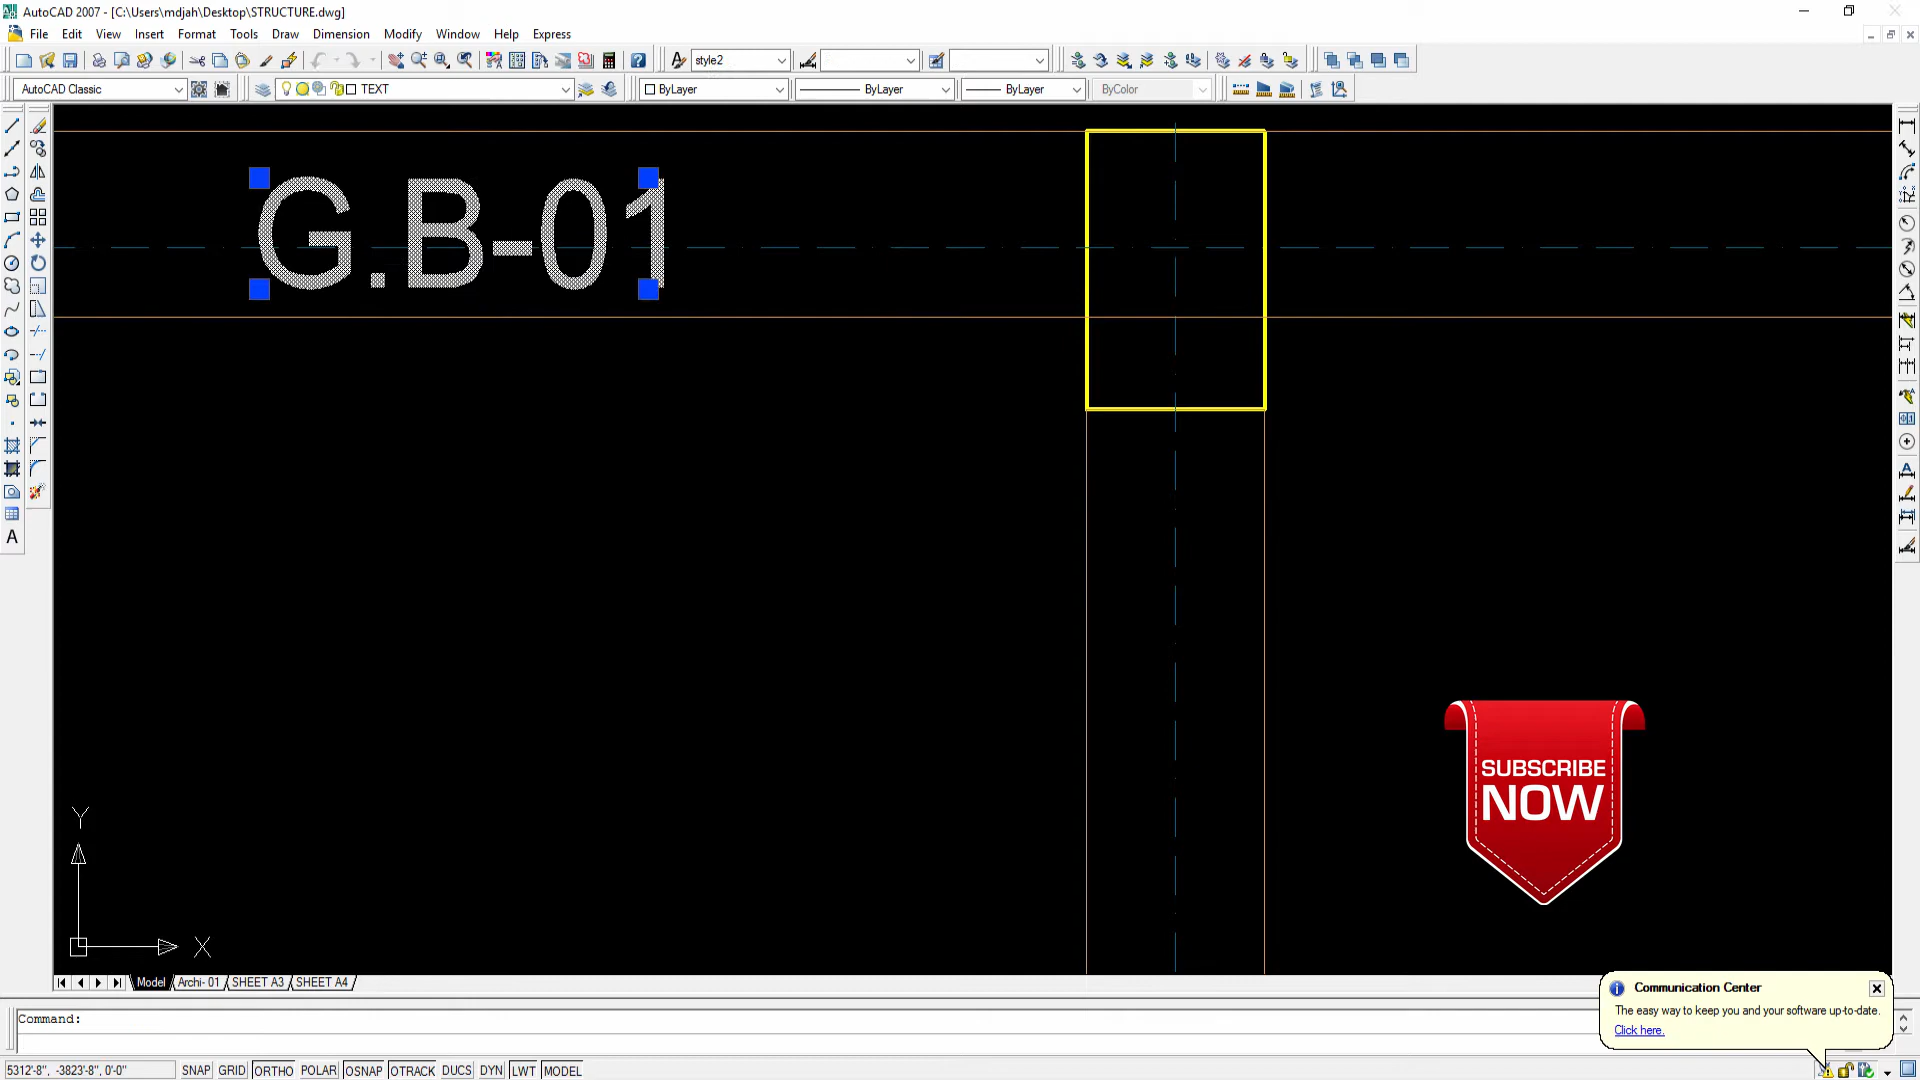 AutoCAD 2007 - [C:\Users\mdjah\Desktop\STRUCTURE.dwg]
File Edit View Insert Format Tools Draw Dimension Modify Window Help Express
style2
AutoCAD Classic TEXT ByLayer ByLayer ByLayer ByColor
G.B-01
SUBSCRIBE
NOW
Y
X
Model Archi- 01 SHEET A3 SHEET A4
Command:
Communication Center
The easy way to keep you and your software up-to-date.
Click here.
5312'-8", -3823'-8", 0'-0" SNAP GRID ORTHO POLAR OSNAP OTRACK DUCS DYN LWT MODEL